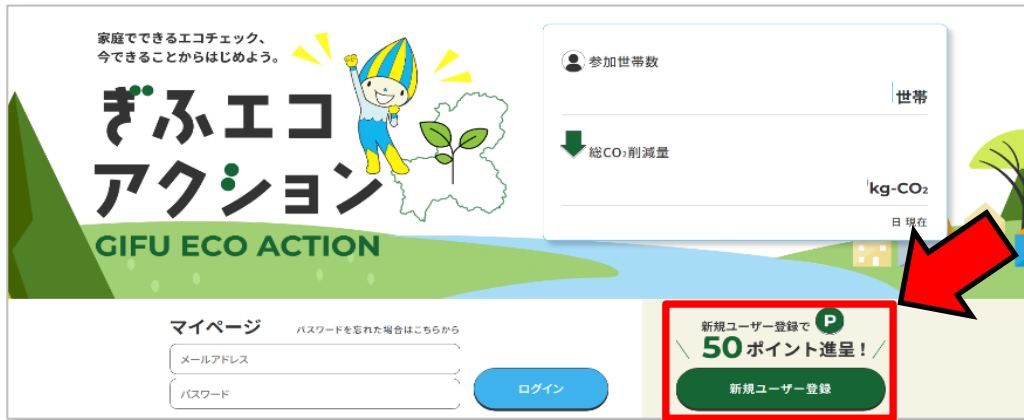 家庭でできるエコチェック、
今できることからはじめよう。
ぎふエコ
アクション
GIFU ECO ACTION
参加世帯数
世帯
総CO₂削減量
kg-CO₂
日 現在
マイページ
パスワードを忘れた場合はこちらから
メールアドレス
パスワード
ログイン
新規ユーザー登録で P
50ポイント進呈！
新規ユーザー登録